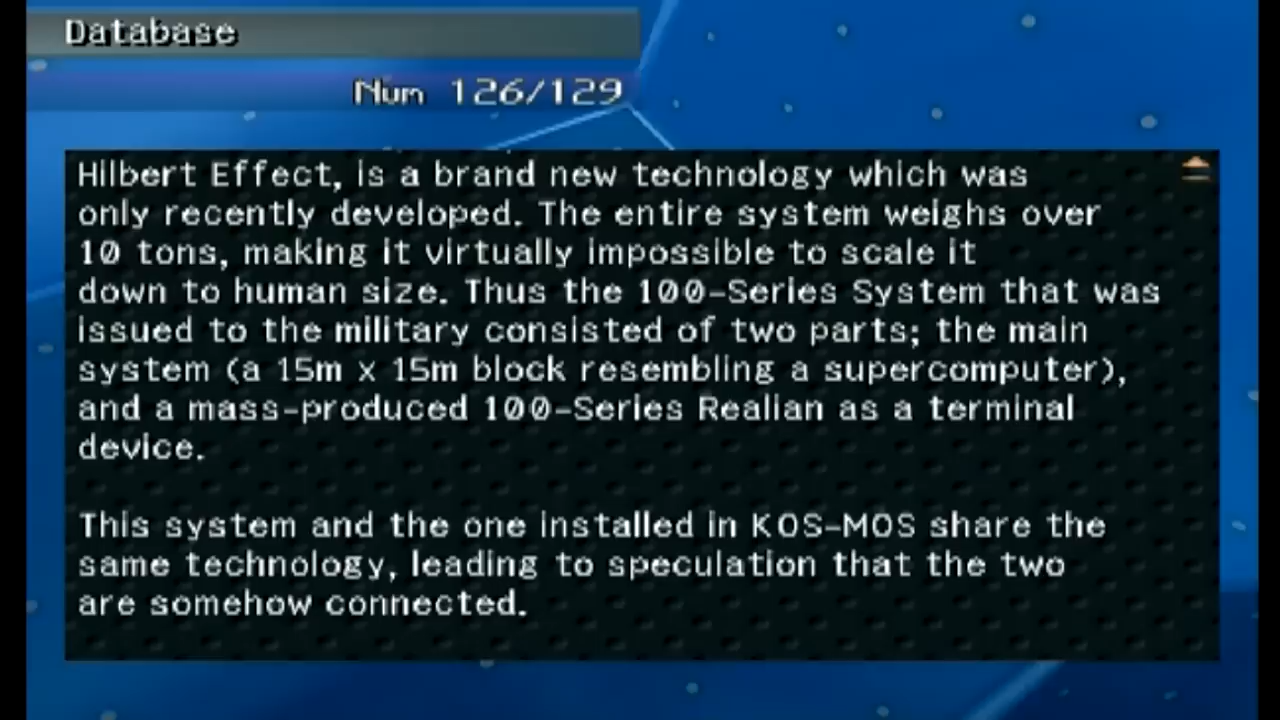 Database
Num 126/129
Hilbert Effect, is a brand new technology which was
only recently developed. The entire system weighs over
10 tons, making it virtually impossible to scale it
down to human size. Thus the 100-Series System that was
issued to the military consisted of two parts; the main
system (a 15m x 15m block resembling a supercomputer),
and a mass-produced 100-Series Realian as a terminal
device.
This system and the one installed in KOS-MOS share the
same technology, leading to speculation that the two
are somehow connected.